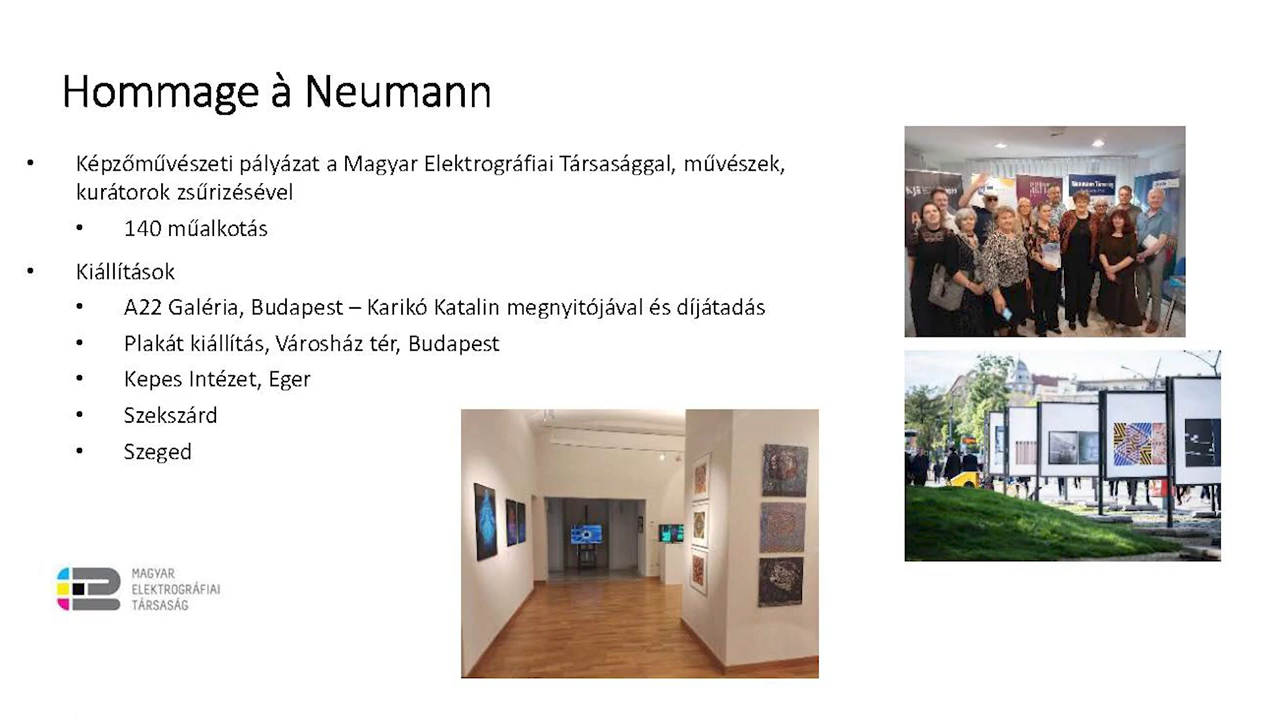 Hommage à Neumann
• Képzőművészeti pályázat a Magyar Elektrográfiai Társasággal, művészek,
kurátorok zsűrizésével
• 140 műalkotás
• Kiállítások
• A22 Galéria, Budapest – Karikó Katalin megnyitójával és díjátadás
• Plakát kiállítás, Városház tér, Budapest
• Kepes Intézet, Eger
• Szekszárd
• Szeged
MAGYAR
ELEKTROGRÁFIAI
TÁRSASÁG